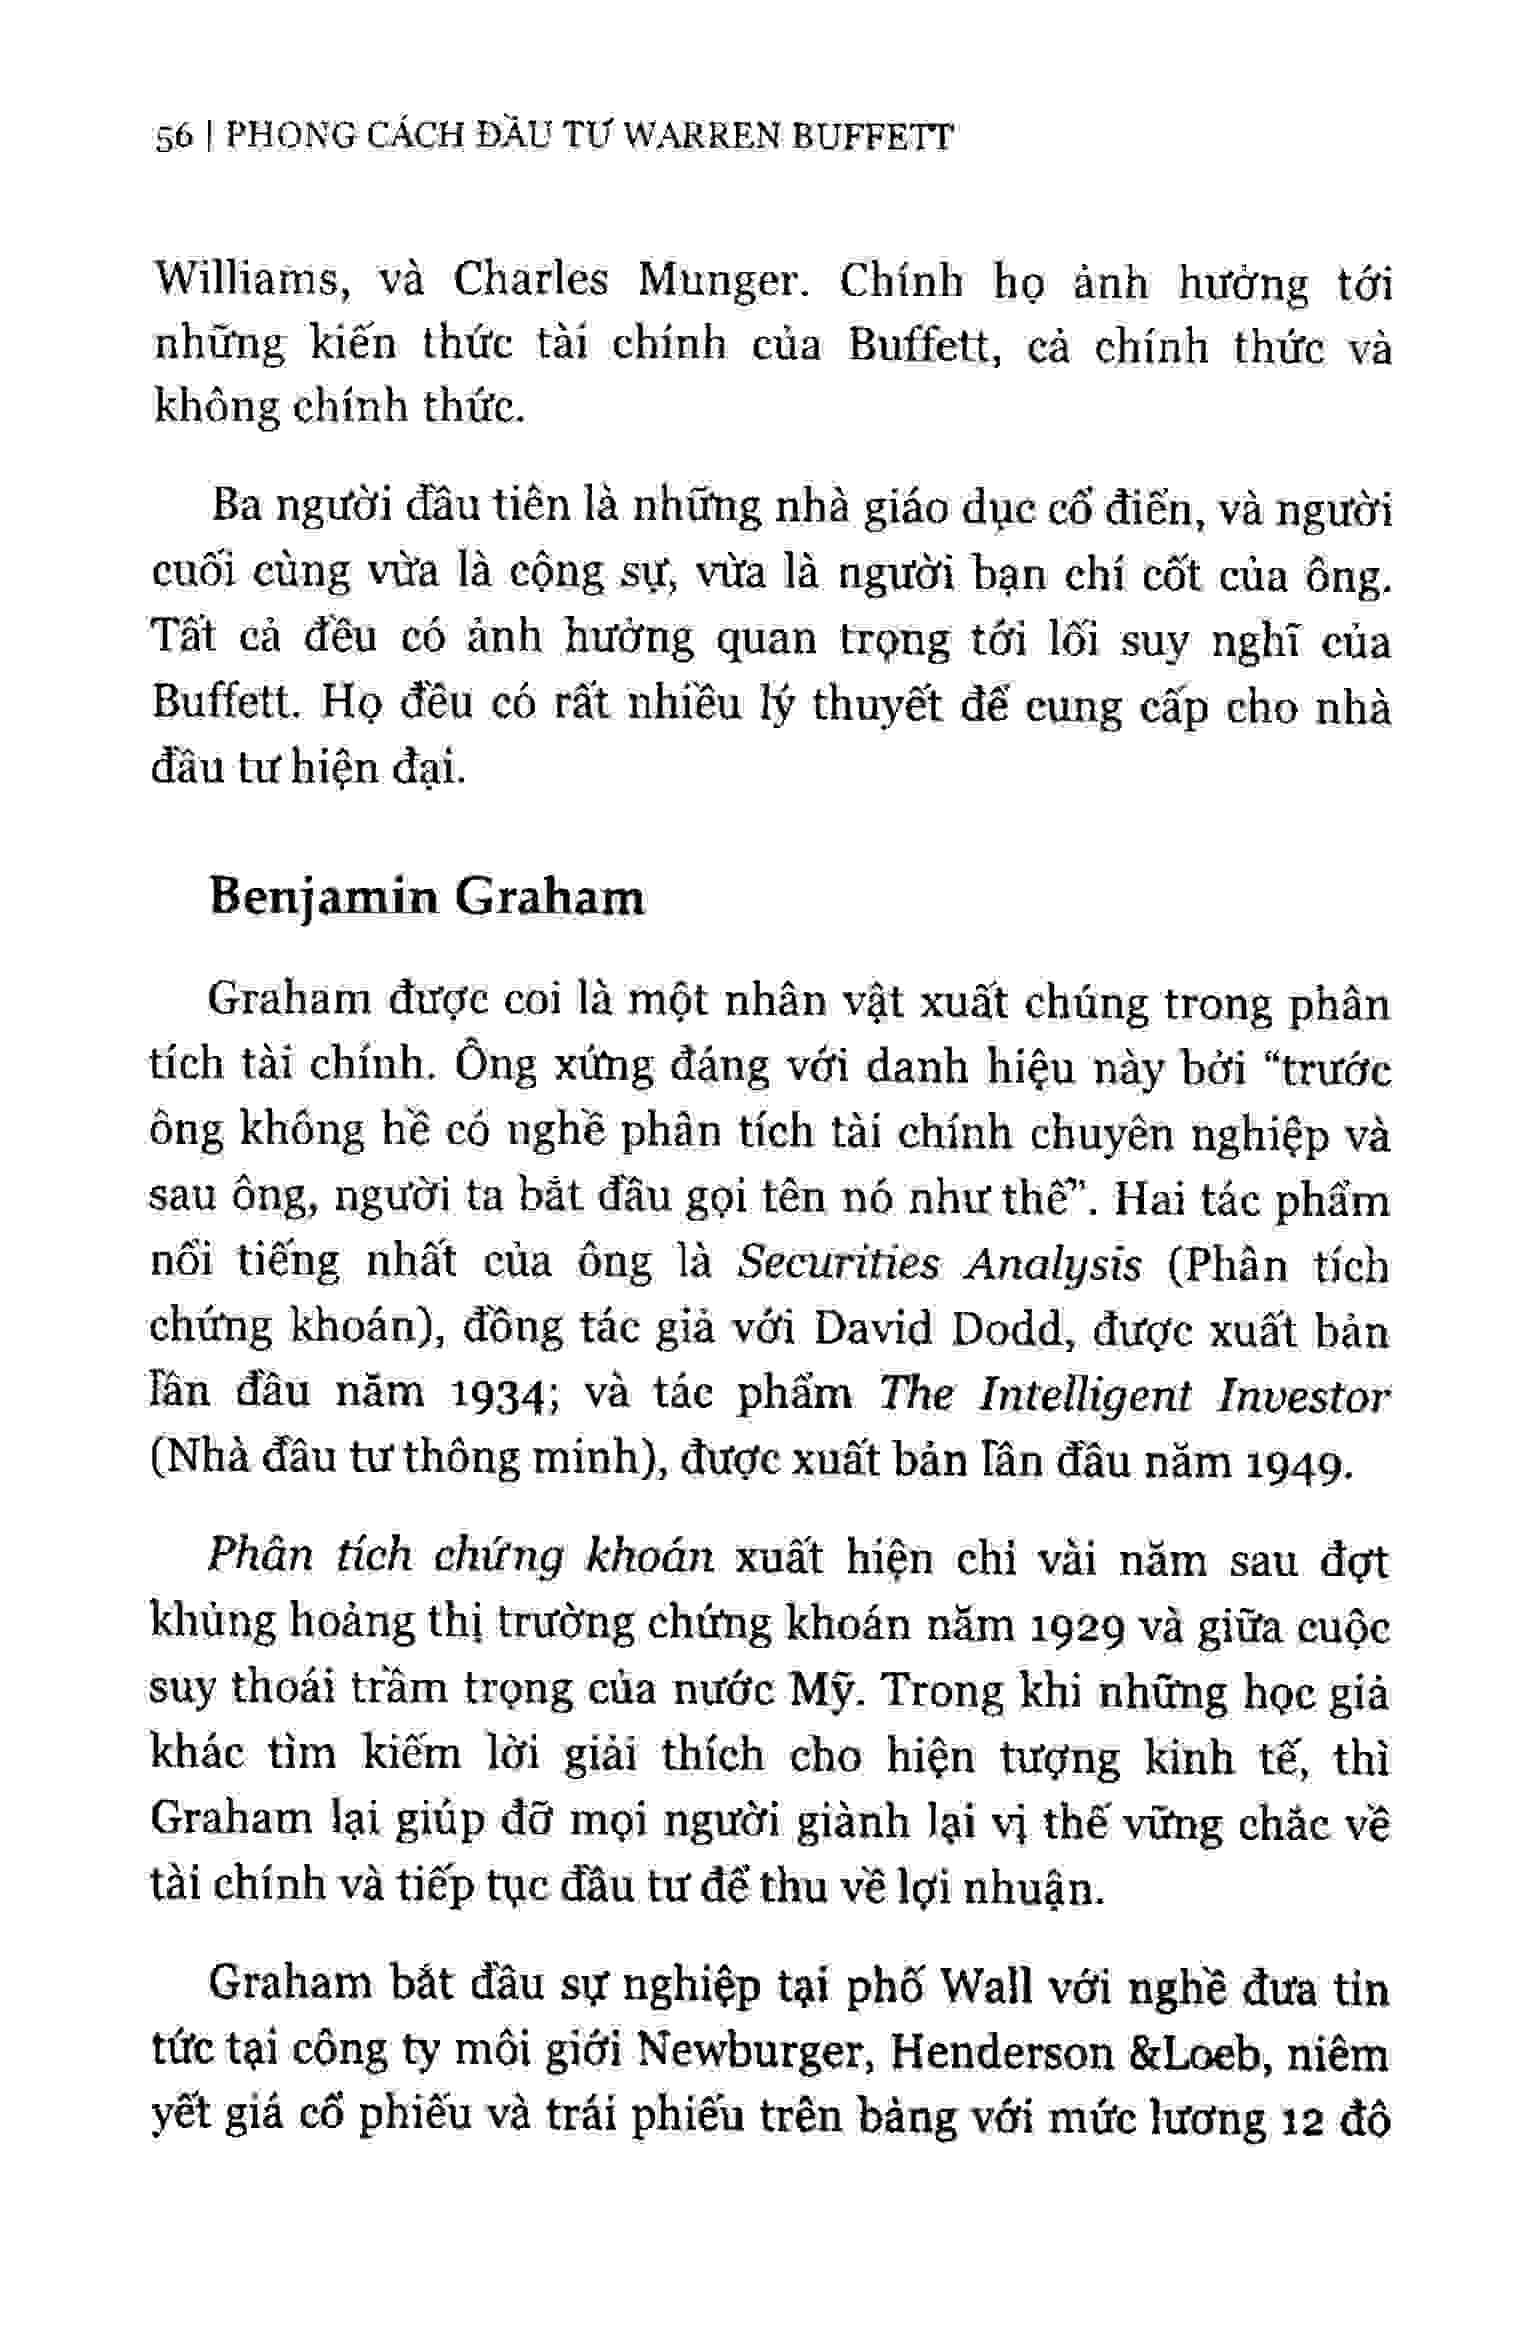 56 | PHONG CÁCH ĐẦU TƯ WARREN BUFFETT
Williams, và Charles Munger. Chính họ ảnh hưởng tới
những kiến thức tài chính của Buffett, cả chính thức và
không chính thức.
Ba người đầu tiên là những nhà giáo dục cổ điển, và người
cuối cùng vừa là cộng sự, vừa là người bạn chí cốt của ông.
Tất cả đều có ảnh hưởng quan trọng tới lối suy nghĩ của
Buffett. Họ đều có rất nhiều lý thuyết để cung cấp cho nhà
đầu tư hiện đại.
Benjamin Graham
Graham được coi là một nhân vật xuất chúng trong phân
tích tài chính. Ông xứng đáng với danh hiệu này bởi “trước
ông không hề có nghề phân tích tài chính chuyên nghiệp và
sau ông, người ta bắt đầu gọi tên nó như thế”. Hai tác phẩm
nổi tiếng nhất của ông là Securities Analysis (Phân tích
chứng khoán), đồng tác giả với David Dodd, được xuất bản
lần đầu năm 1934; và tác phẩm The Intelligent Investor
(Nhà đầu tư thông minh), được xuất bản lần đầu năm 1949.
Phân tích chứng khoán xuất hiện chỉ vài năm sau đợt
khủng hoảng thị trường chứng khoán năm 1929 và giữa cuộc
suy thoái trầm trọng của nước Mỹ. Trong khi những học giả
khác tìm kiếm lời giải thích cho hiện tượng kinh tế, thì
Graham lại giúp đỡ mọi người giành lại vị thế vững chắc về
tài chính và tiếp tục đầu tư để thu về lợi nhuận.
Graham bắt đầu sự nghiệp tại phố Wall với nghề đưa tin
tức tại công ty môi giới Newburger, Henderson &Loeb, niêm
yết giá cổ phiếu và trái phiếu trên bảng với mức lương 12 đô